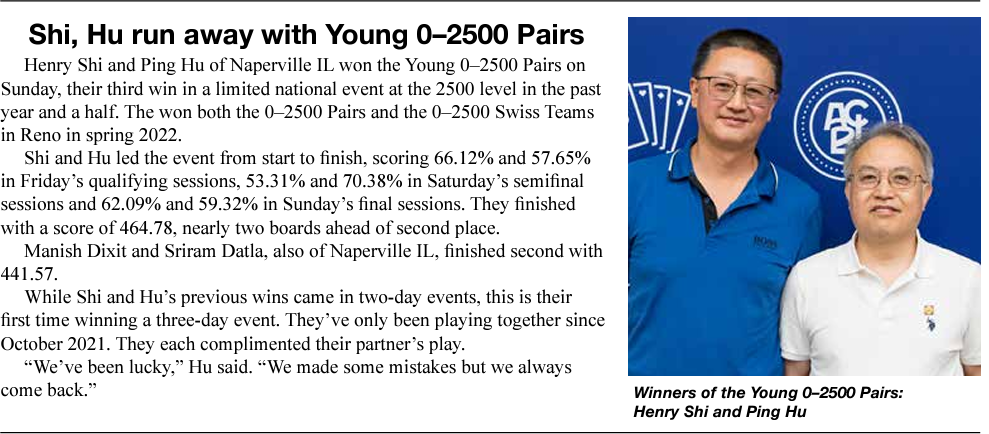 Shi, Hu run away with Young 0–2500 Pairs
Henry Shi and Ping Hu of Naperville IL won the Young 0–2500 Pairs on
Sunday, their third win in a limited national event at the 2500 level in the past
year and a half. The won both the 0–2500 Pairs and the 0–2500 Swiss Teams
in Reno in spring 2022.
Shi and Hu led the event from start to finish, scoring 66.12% and 57.65%
in Friday’s qualifying sessions, 53.31% and 70.38% in Saturday’s semifinal
sessions and 62.09% and 59.32% in Sunday’s final sessions. They finished
with a score of 464.78, nearly two boards ahead of second place.
Manish Dixit and Sriram Datla, also of Naperville IL, finished second with
441.57.
While Shi and Hu’s previous wins came in two-day events, this is their
first time winning a three-day event. They’ve only been playing together since
October 2021. They each complimented their partner’s play.
“We’ve been lucky,” Hu said. “We made some mistakes but we always
come back.”
ACBL
BOSS
Winners of the Young 0–2500 Pairs:
Henry Shi and Ping Hu